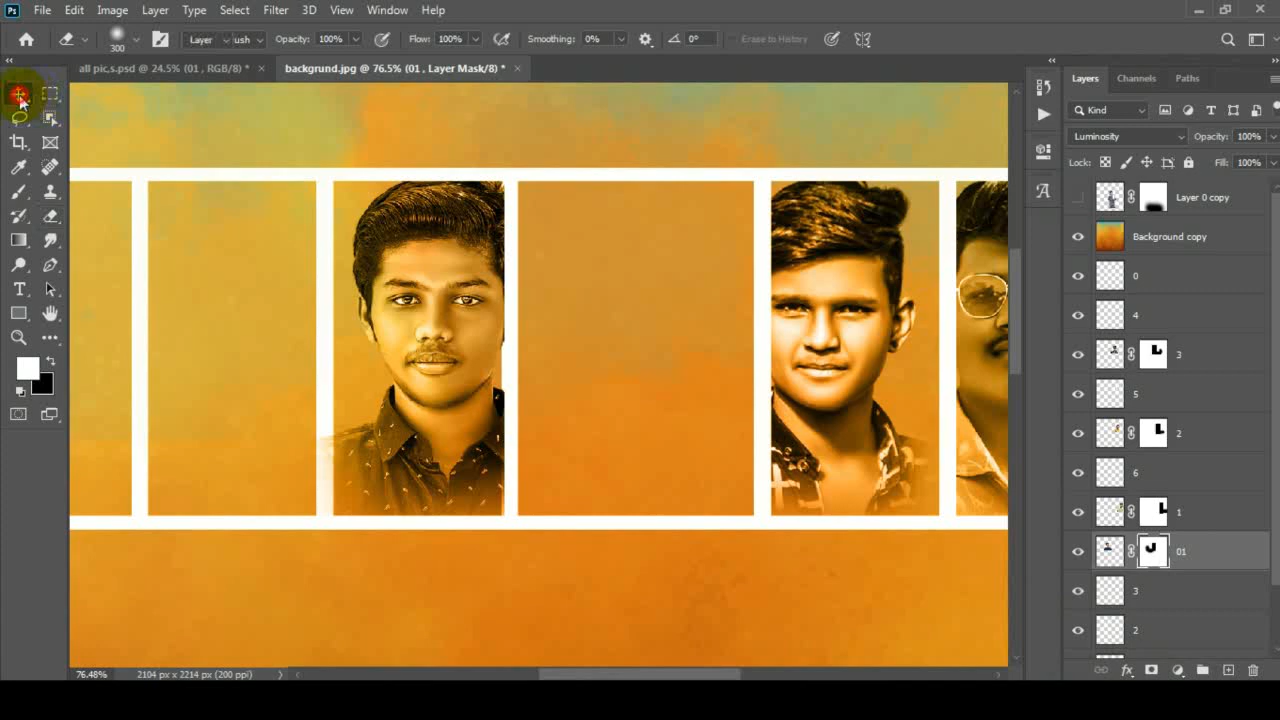 Ps File Edit Image Layer Type Select Filter 3D View Window Help
300 Layer ush Opacity: 100% Flow: 100% Smoothing: 0% 0° Erase to History
all pic,s.psd @ 24.5% (01 , RGB/8) * × backgrund.jpg @ 76.5% (01 , Layer Mask/8) * ×
Layers Channels Paths
Kind
Luminosity Opacity: 100%
Lock: Fill: 100%
Layer 0 copy
Background copy
0
4
3
5
2
6
1
01
3
2
76.48% 2104 px x 2214 px (200 ppi)